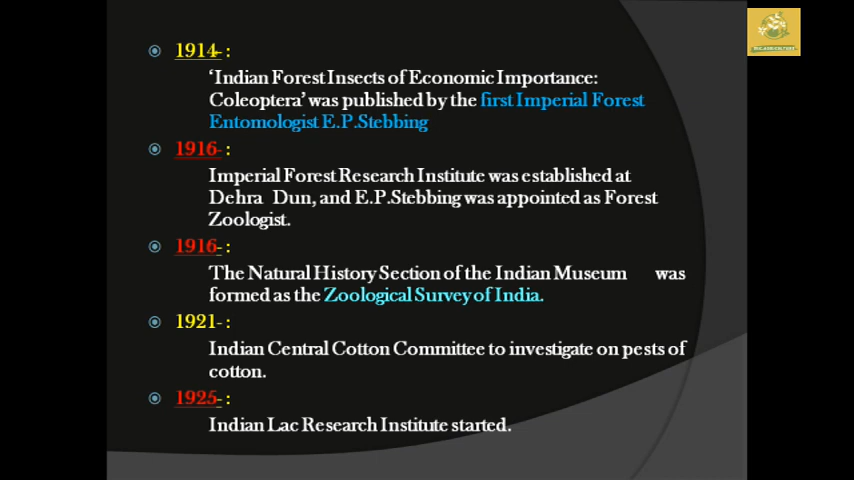 1914- :
‘Indian Forest Insects of Economic Importance:
Coleoptera’ was published by the first Imperial Forest
Entomologist E.P.Stebbing
1916- :
Imperial Forest Research Institute was established at
Dehra Dun, and E.P.Stebbing was appointed as Forest
Zoologist.
1916- :
The Natural History Section of the Indian Museum was
formed as the Zoological Survey of India.
1921- :
Indian Central Cotton Committee to investigate on pests of
cotton.
1925- :
Indian Lac Research Institute started.